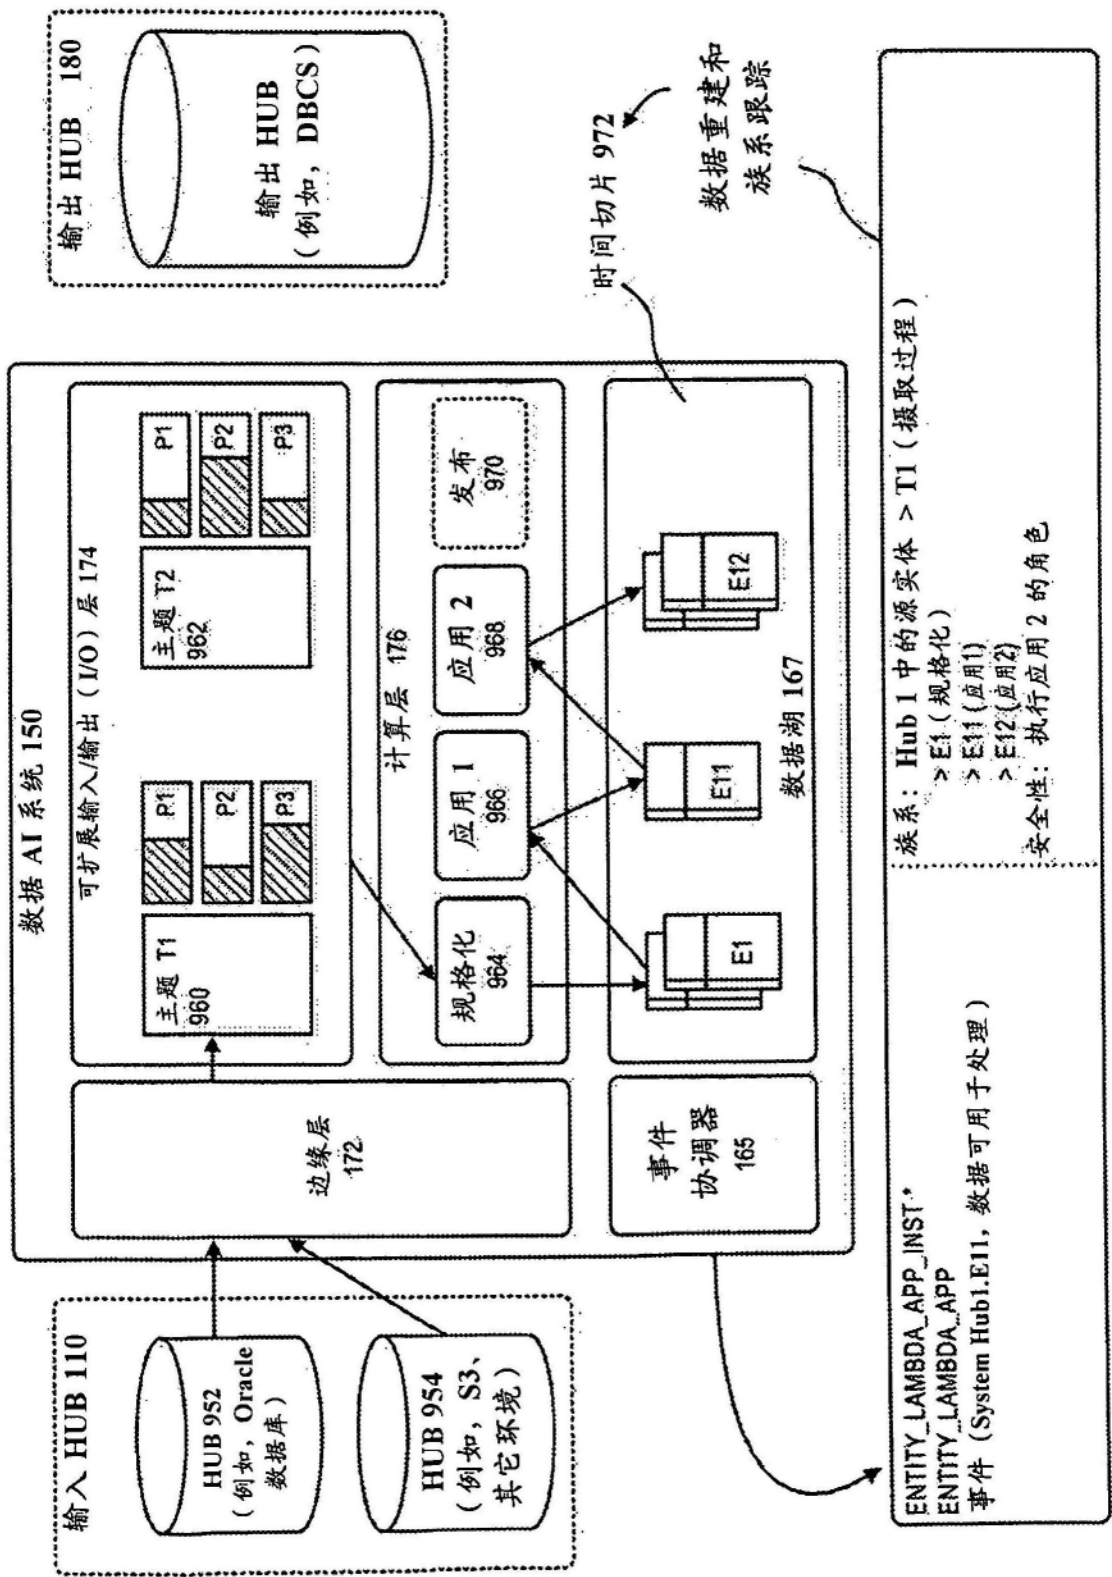 输入 HUB 110
HUB 952
(例如, Oracle
数据库)
HUB 954
(例如, S3、
其它环境)
数据 AI 系统 150
边缘层
172
可扩展输入/输出 (I/O) 层 174
主题 T1
960
P1
P2
P3
主题 T2
962
P1
P2
P3
计算层 176
规格化
964
应用 1
966
应用 2
968
发布
970
事件
协调器
165
E1
E11
E12
数据湖 167
输出 HUB 180
输出 HUB
(例如, DBCS)
时间切片 972
数据重建和
族系跟踪
ENTITY_LAMBDA_APP_INST.*
ENTITY_LAMBDA_APP
事件 (System Hub1.E11, 数据可用于处理)
族系: Hub 1 中的源实体 > T1 (摄取过程)
> E1 (规格化)
> E11 (应用1)
> E12 (应用2)
安全性: 执行应用 2 的角色